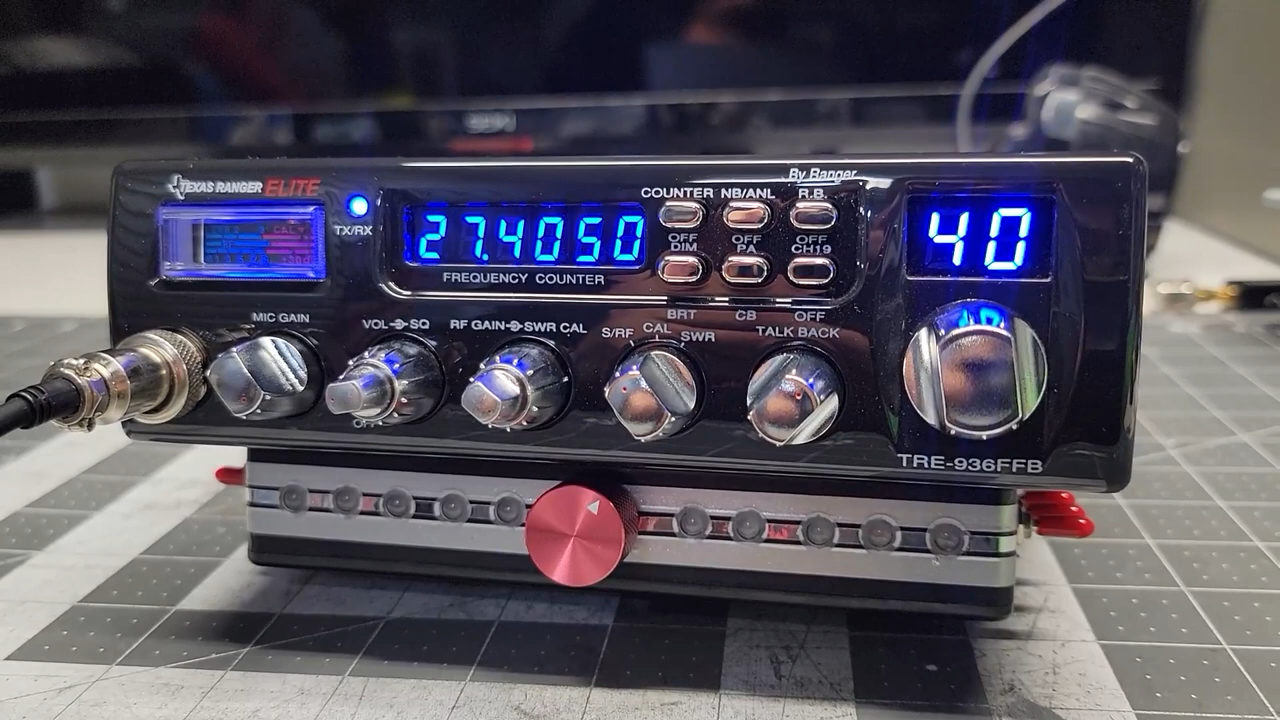 TEXAS RANGER ELITE
TX/RX
27.4050
FREQUENCY COUNTER
By Ranger
COUNTER NB/ANL R.B.
OFF OFF OFF
DIM PA CH19
BRT CB OFF
40
MIC GAIN
VOL SQ
RF GAIN SWR CAL
S/RF CAL SWR
TALK BACK
OFF
TRE-936FFB
CAL